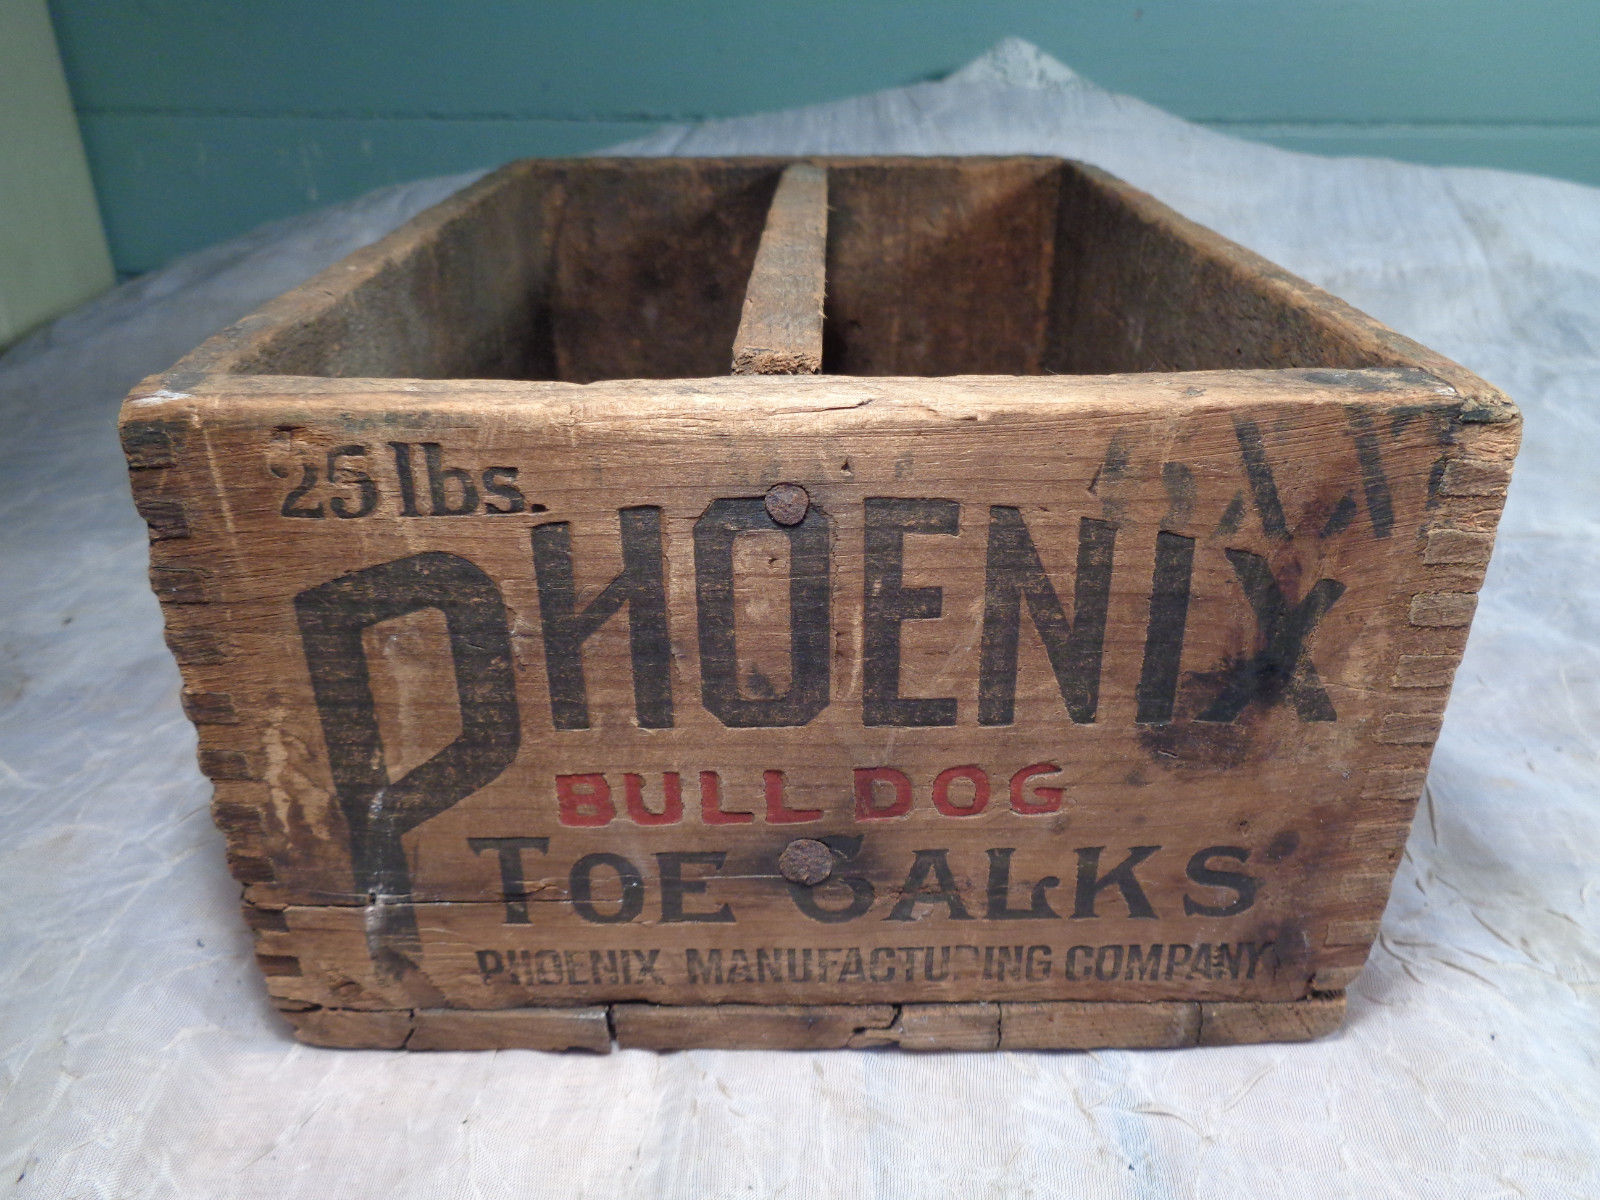 25 lbs.
PHOENIX
BULL DOG
TOE CALKS
PHOENIX MANUFACTURING COMPANY